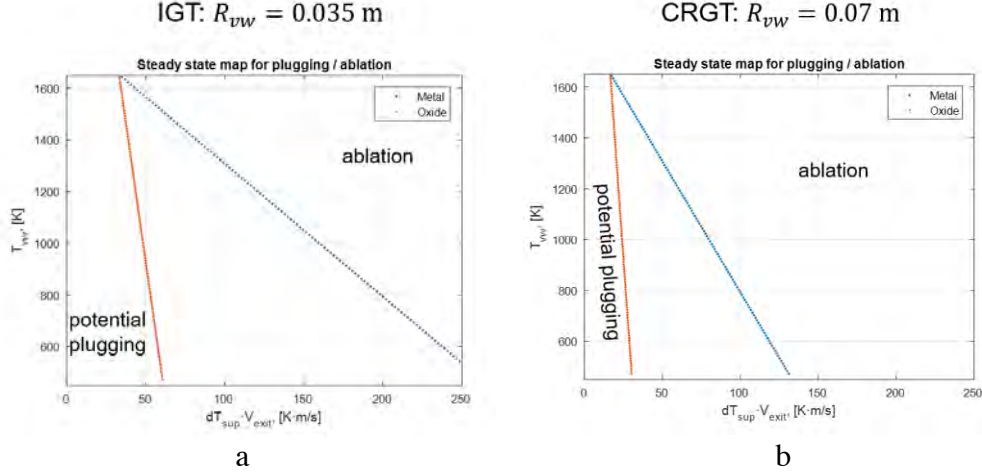 IGT: R_vw = 0.035 m
Steady state map for plugging / ablation
1600
1400
1200
1000
800
600
T_vw, [K]
Metal
Oxide
ablation
potential
plugging
0
50
100
150
200
250
dT_sup·V_exit, [K·m/s]
a
CRGT: R_vw = 0.07 m
Steady state map for plugging / ablation
1600
1400
1200
1000
800
600
T_vw, [K]
Metal
Oxide
ablation
potential plugging
0
50
100
150
200
250
dT_sup·V_exit, [K·m/s]
b